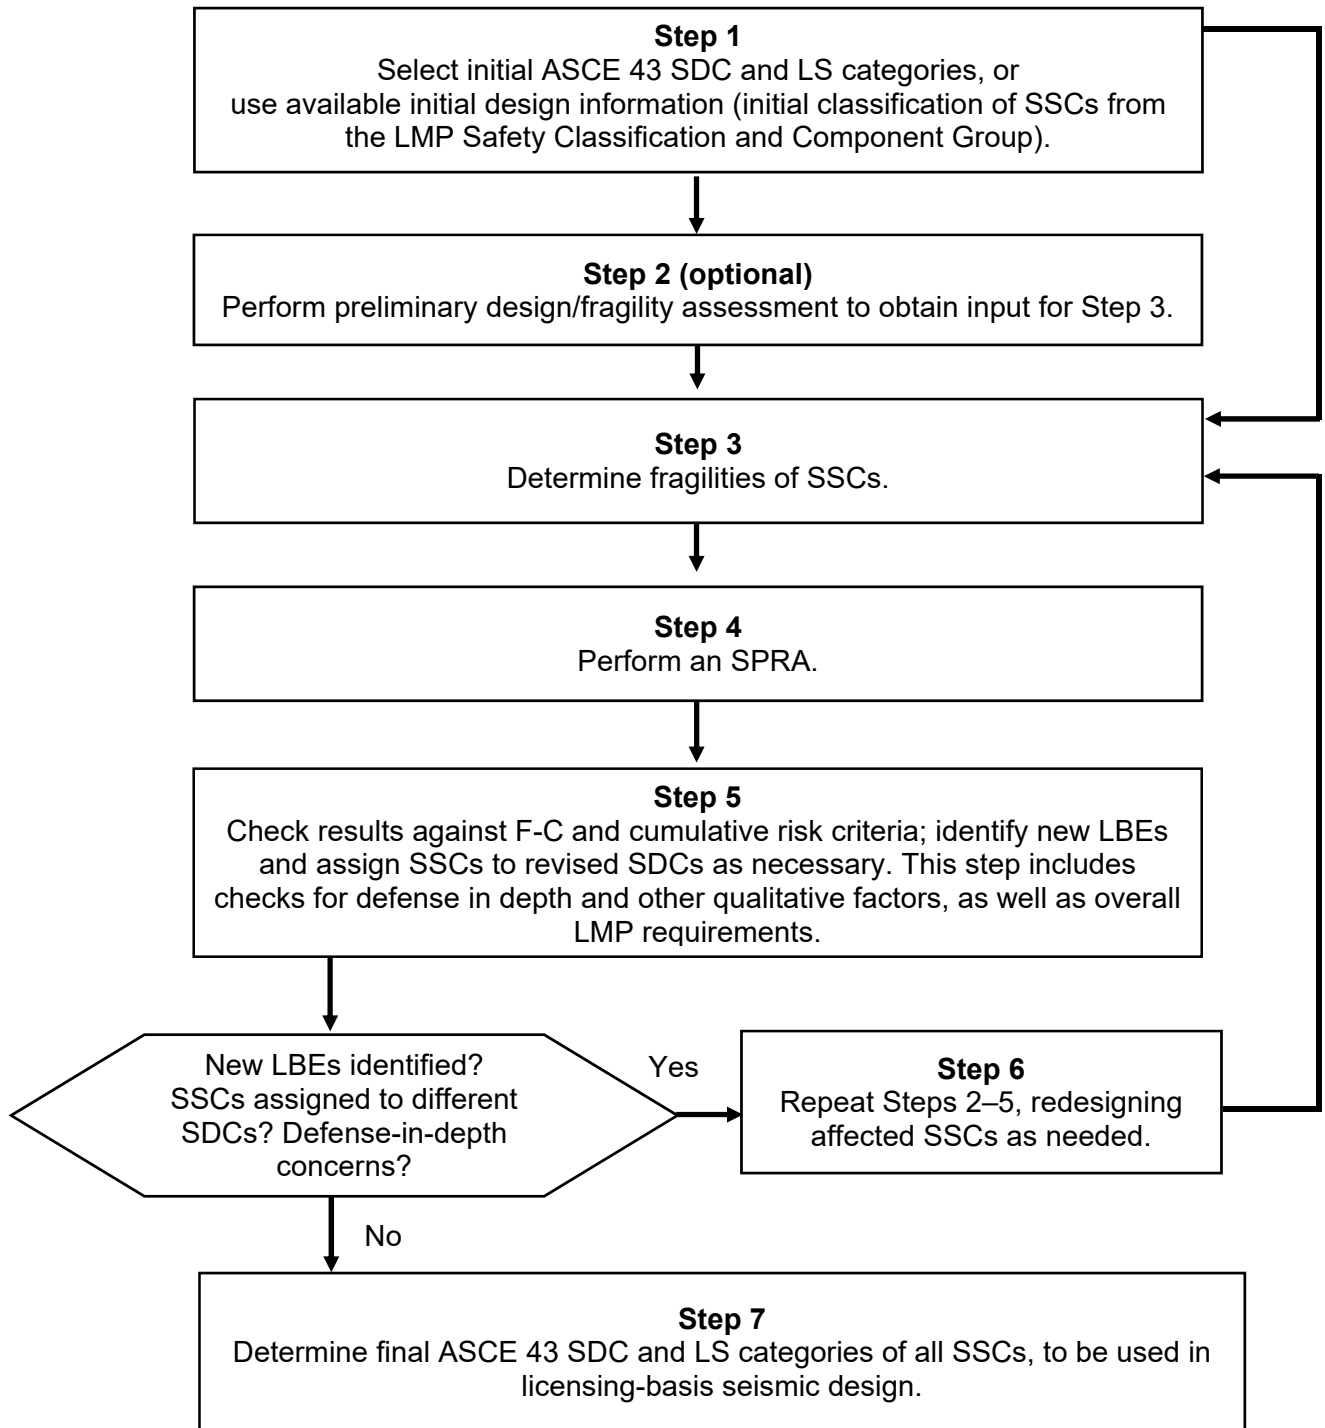 Step 1
Select initial ASCE 43 SDC and LS categories, or
use available initial design information (initial classification of SSCs from
the LMP Safety Classification and Component Group).
Step 2 (optional)
Perform preliminary design/fragility assessment to obtain input for Step 3.
Step 3
Determine fragilities of SSCs.
Step 4
Perform an SPRA.
Step 5
Check results against F-C and cumulative risk criteria; identify new LBEs
and assign SSCs to revised SDCs as necessary. This step includes
checks for defense in depth and other qualitative factors, as well as overall
LMP requirements.
New LBEs identified?
SSCs assigned to different
SDCs? Defense-in-depth
concerns?
Yes
Step 6
Repeat Steps 2–5, redesigning
affected SSCs as needed.
No
Step 7
Determine final ASCE 43 SDC and LS categories of all SSCs, to be used in
licensing-basis seismic design.